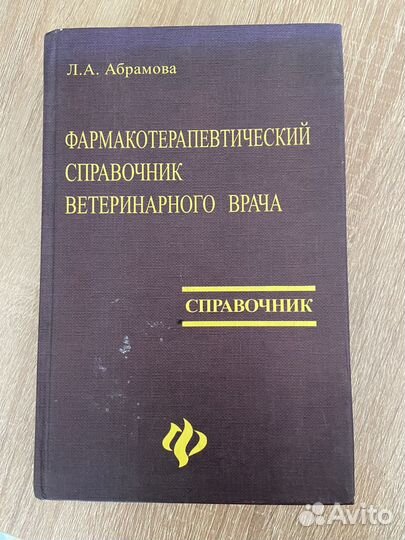 Л.А. Абрамова
ФАРМАКОТЕРАПЕВТИЧЕСКИЙ
СПРАВОЧНИК
ВЕТЕРИНАРНОГО ВРАЧА
СПРАВОЧНИК
Avito